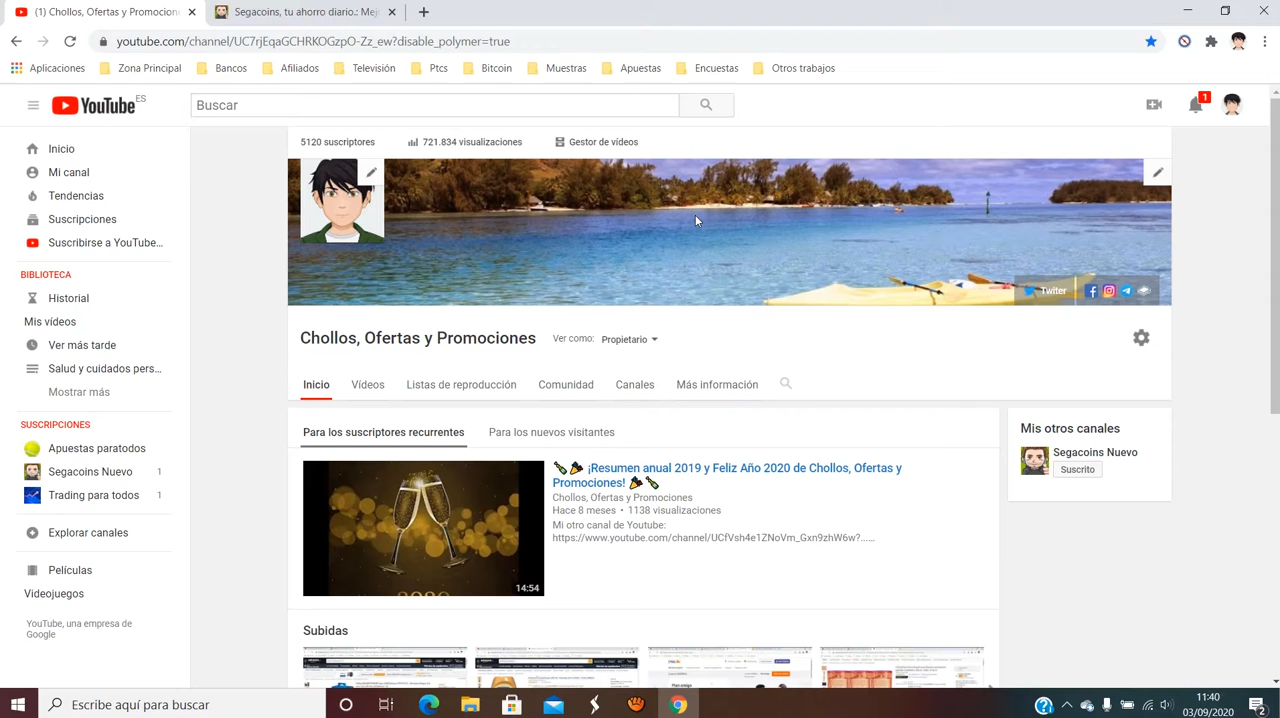 (1) Chollos, Ofertas y Promocion
Segacoins, tu ahorro diario.: Mej
youtube.com/channel/UC7rjEqaGCHRKOGzpO-Zz_ew?disable_polymer=true
Aplicaciones Zona Principal Bancos Afiliados Televisión Ptcs Bitcoin Muestras Apuestas Encuestas Otros trabajos
YouTube ES
Buscar
1
Inicio
Mi canal
Tendencias
Suscripciones
Suscribirse a YouTube...
BIBLIOTECA
Historial
Mis vídeos
Ver más tarde
Salud y cuidados pers...
Mostrar más
SUSCRIPCIONES
Apuestas paratodos
Segacoins Nuevo 1
Trading para todos 1
Explorar canales
Películas
Videojuegos
YouTube, una empresa de
Google
5120 suscriptores 721.834 visualizaciones Gestor de vídeos
Twiter
Chollos, Ofertas y Promociones Ver como: Propietario
Inicio Vídeos Listas de reproducción Comunidad Canales Más información
Para los suscriptores recurrentes Para los nuevos visitantes
14:54
¡Resumen anual 2019 y Feliz Año 2020 de Chollos, Ofertas y
Promociones!
Chollos, Ofertas y Promociones
Hace 8 meses • 1138 visualizaciones
Mi otro canal de Youtube:
https://www.youtube.com/channel/UCfVsh4e1ZNoVm_Gxn9zhW6w?......
Subidas
Mis otros canales
Segacoins Nuevo
Suscrito
Escribe aquí para buscar
11:40
03/09/2020
2